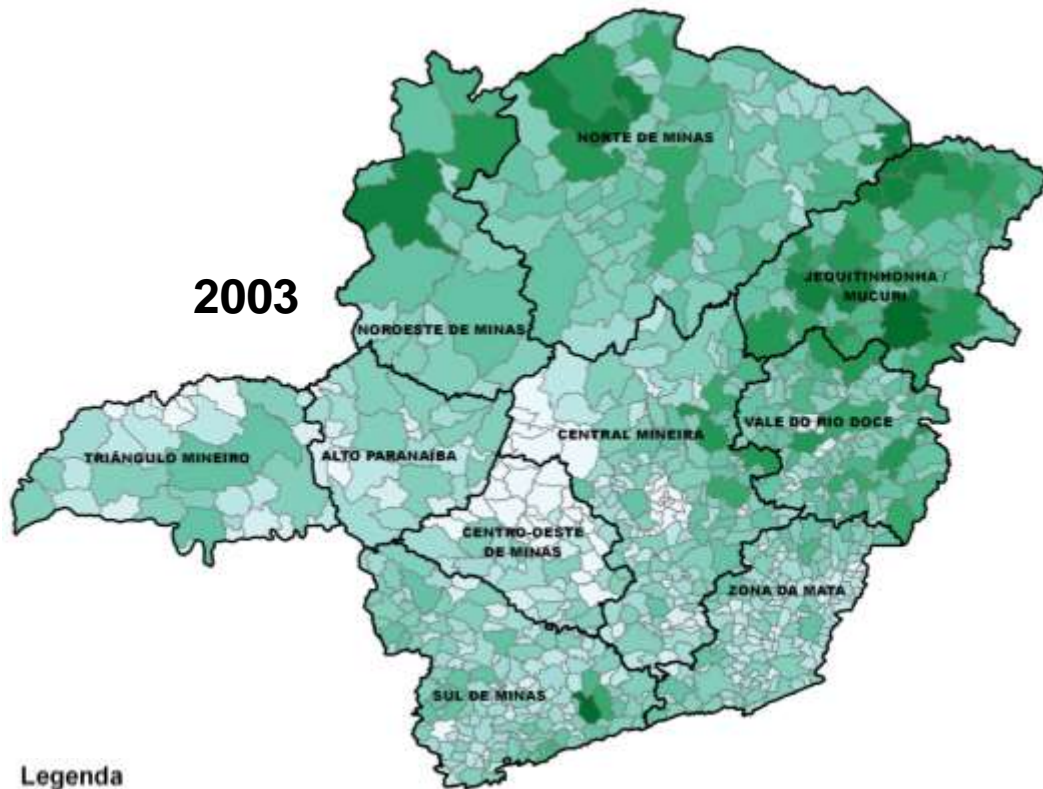 NORTE DE MINAS
JEQUITINHONHA /
MUCURI
2003
NOROESTE DE MINAS
VALE DO RIO DOCE
CENTRAL MINEIRA
TRIÂNGULO MINEIRO
ALTO PARANAÍBA
CENTRO-OESTE
DE MINAS
ZONA DA MATA
SUL DE MINAS
Legenda